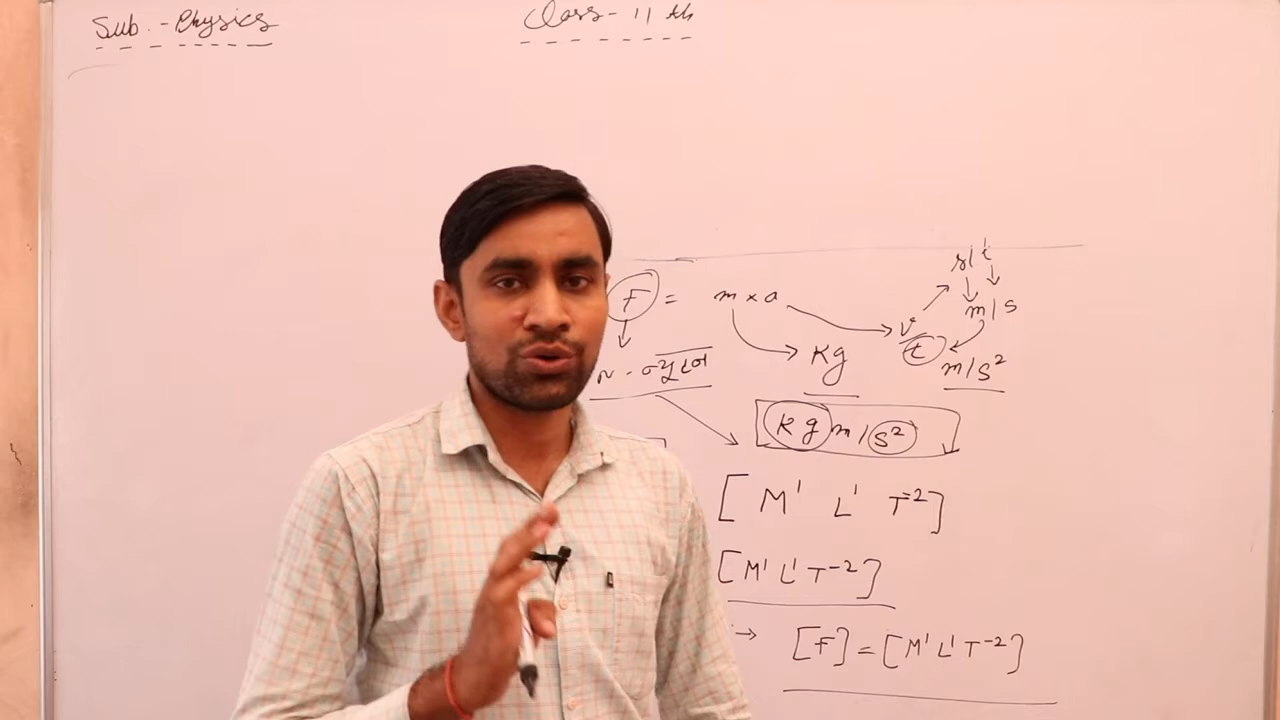 Sub. - Physics
Class - 11 th
s/t
F = m × a
v
m/s
t
N - न्यूटन
Kg
m/s²
Kg m/s²
[M¹ L¹ T⁻²]
[M¹ L¹ T⁻²]
→ [F] = [M¹ L¹ T⁻²]